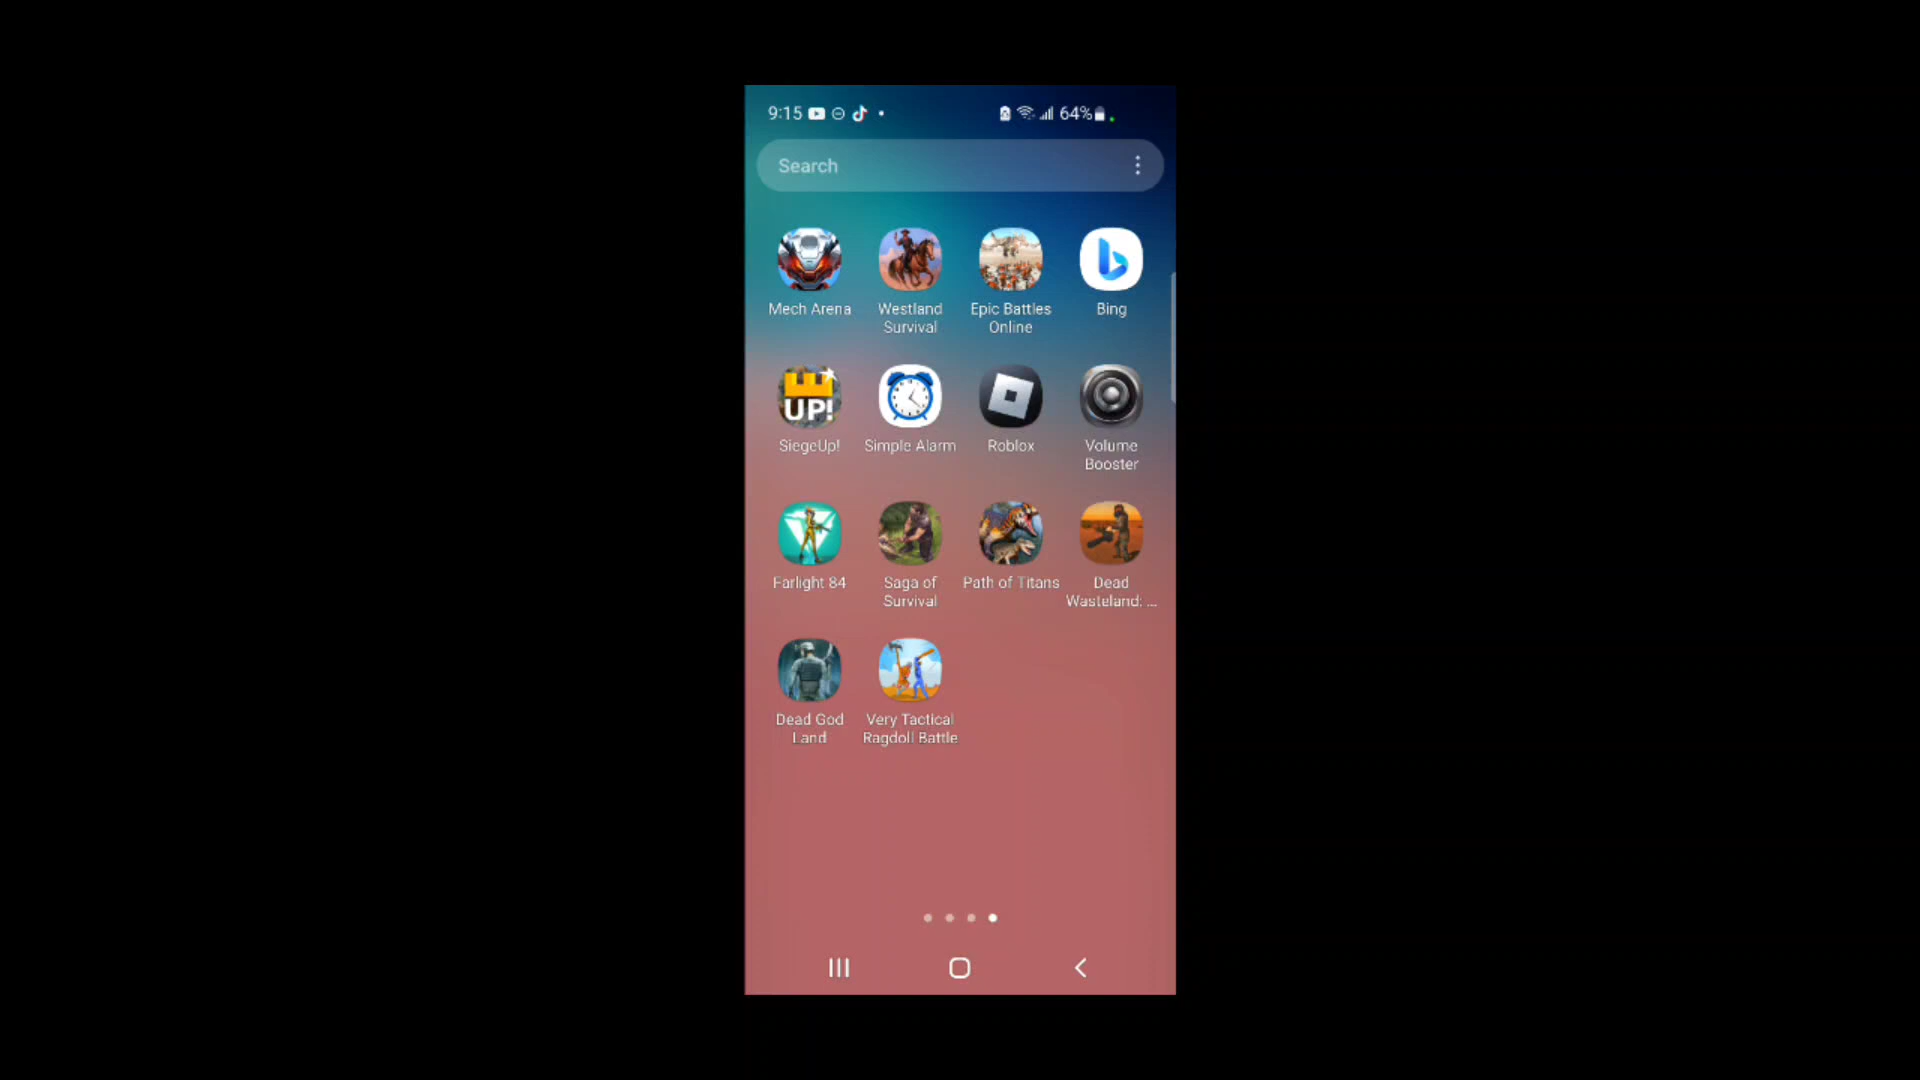 9:15 64%
Search
Mech Arena
Westland
Survival
Epic Battles
Online
Bing
UP!
SiegeUp!
Simple Alarm
Roblox
Volume
Booster
Farlight 84
Saga of
Survival
Path of Titans
Dead
Wasteland: ...
Dead God
Land
Very Tactical
Ragdoll Battle